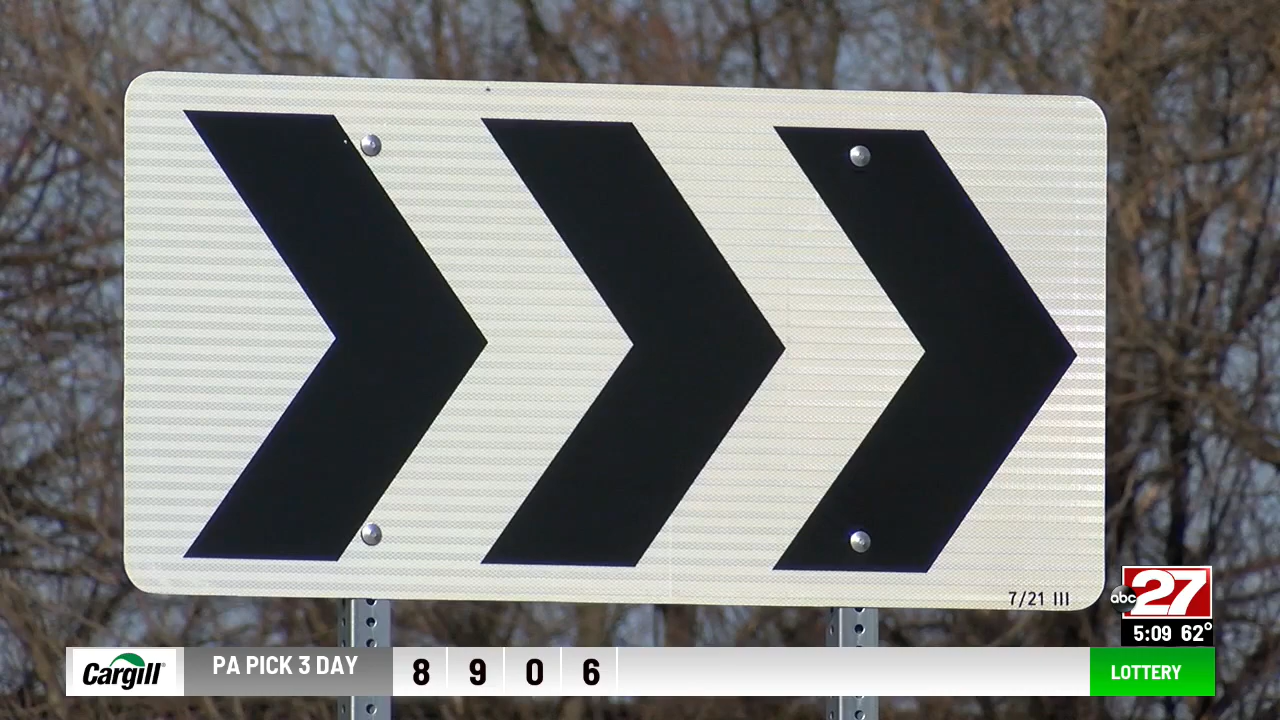 7/21 III
abc
27
5:09 62°
Cargill®
PA PICK 3 DAY
8 9 0 6
LOTTERY